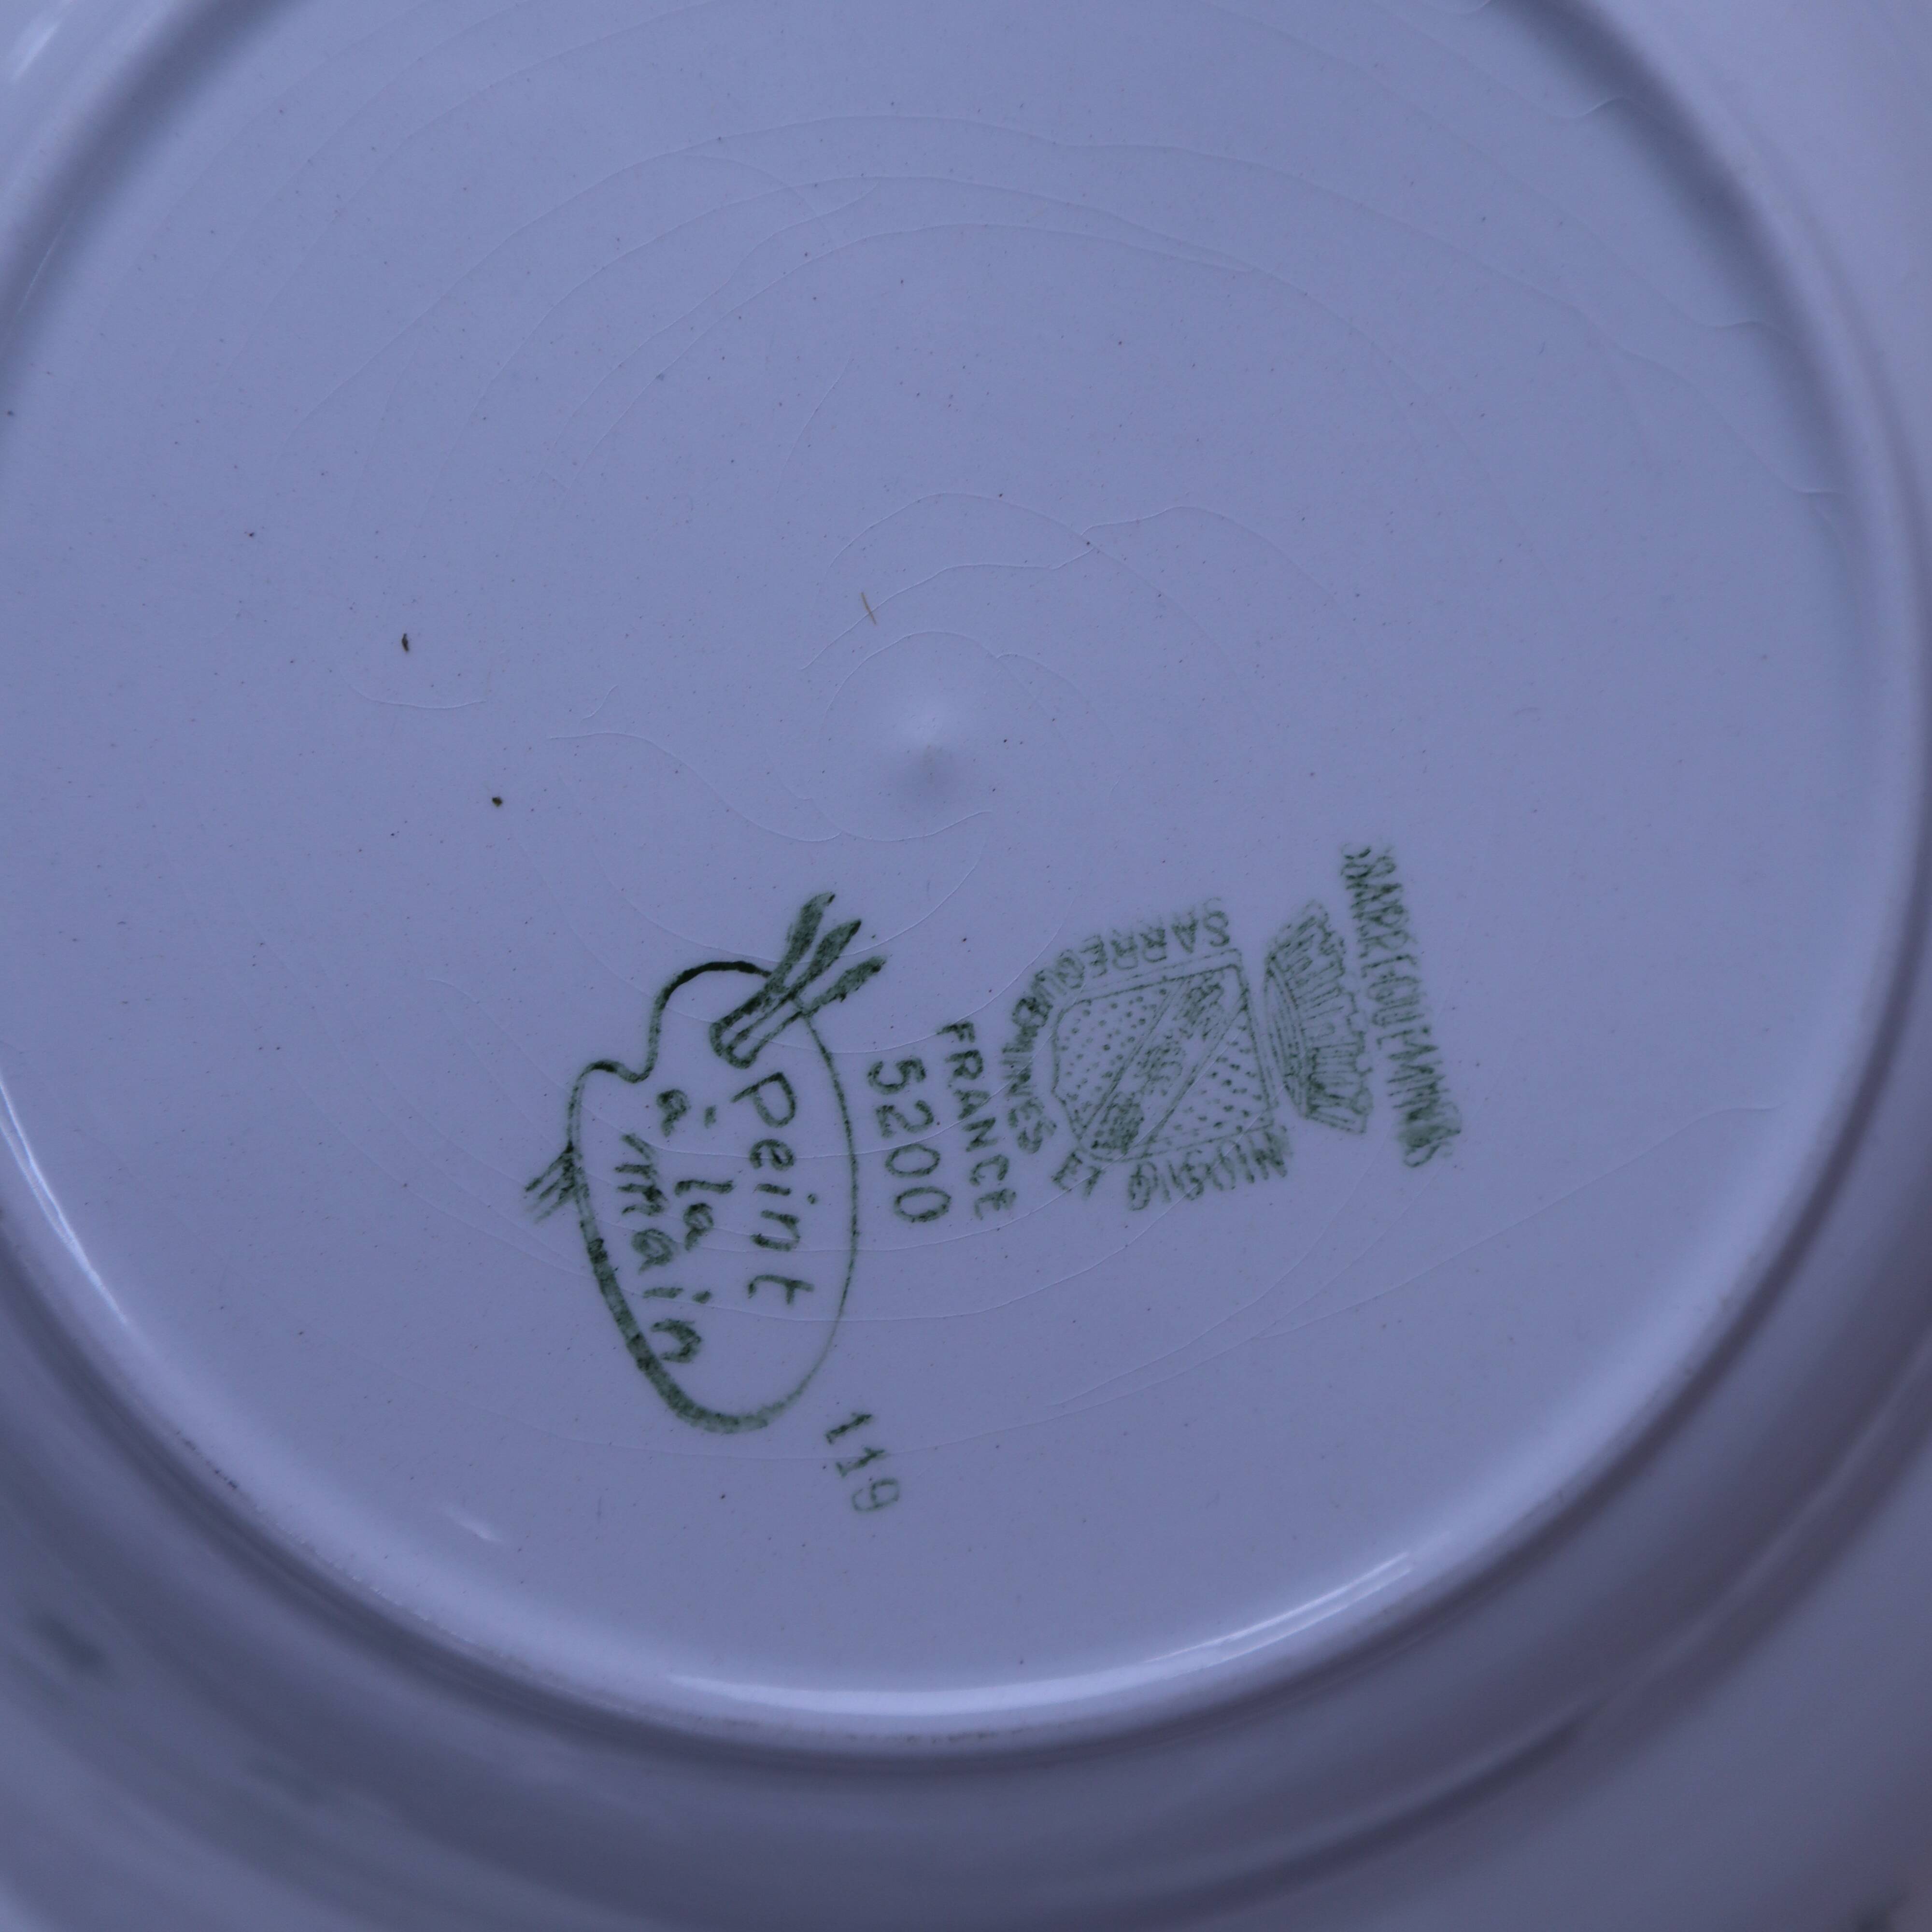 SARREGUEMINES
SARREGUEMINES ET DIGOIN
FRANCE
5200
Peint
à la
main
119